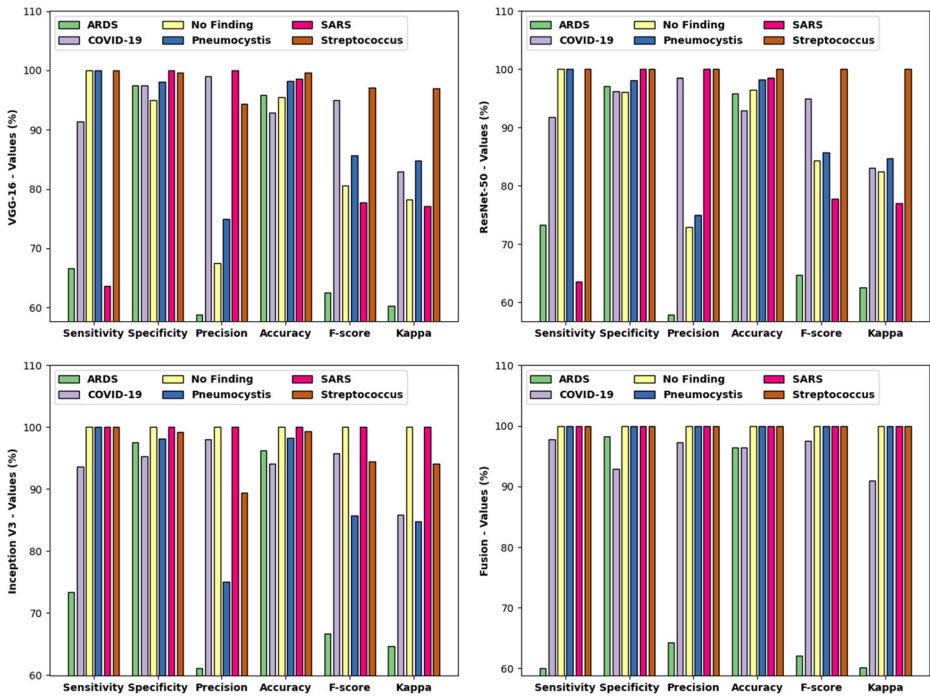 VGG-16 - Values (%)
ARDS No Finding SARS
COVID-19 Pneumocystis Streptococcus
110
100
90
80
70
60
Sensitivity Specificity Precision Accuracy F-score Kappa
ResNet-50 - Values (%)
ARDS No Finding SARS
COVID-19 Pneumocystis Streptococcus
110
100
90
80
70
60
Sensitivity Specificity Precision Accuracy F-score Kappa
Inception V3 - Values (%)
ARDS No Finding SARS
COVID-19 Pneumocystis Streptococcus
110
100
90
80
70
60
Sensitivity Specificity Precision Accuracy F-score Kappa
Fusion - Values (%)
ARDS No Finding SARS
COVID-19 Pneumocystis Streptococcus
110
100
90
80
70
60
Sensitivity Specificity Precision Accuracy F-score Kappa